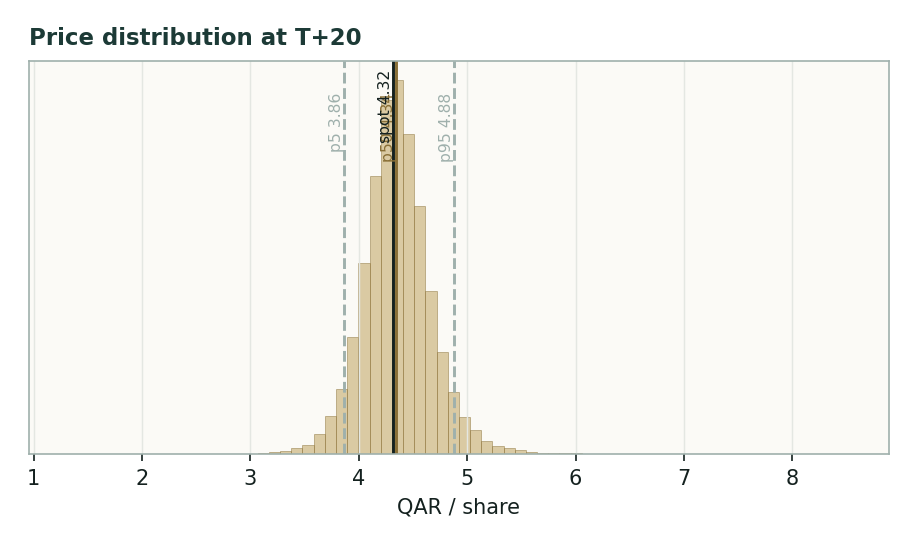 Price distribution at T+20
p5 3.86
spot 4.32
p95 4.88
1 2 3 4 5 6 7 8
QAR / share